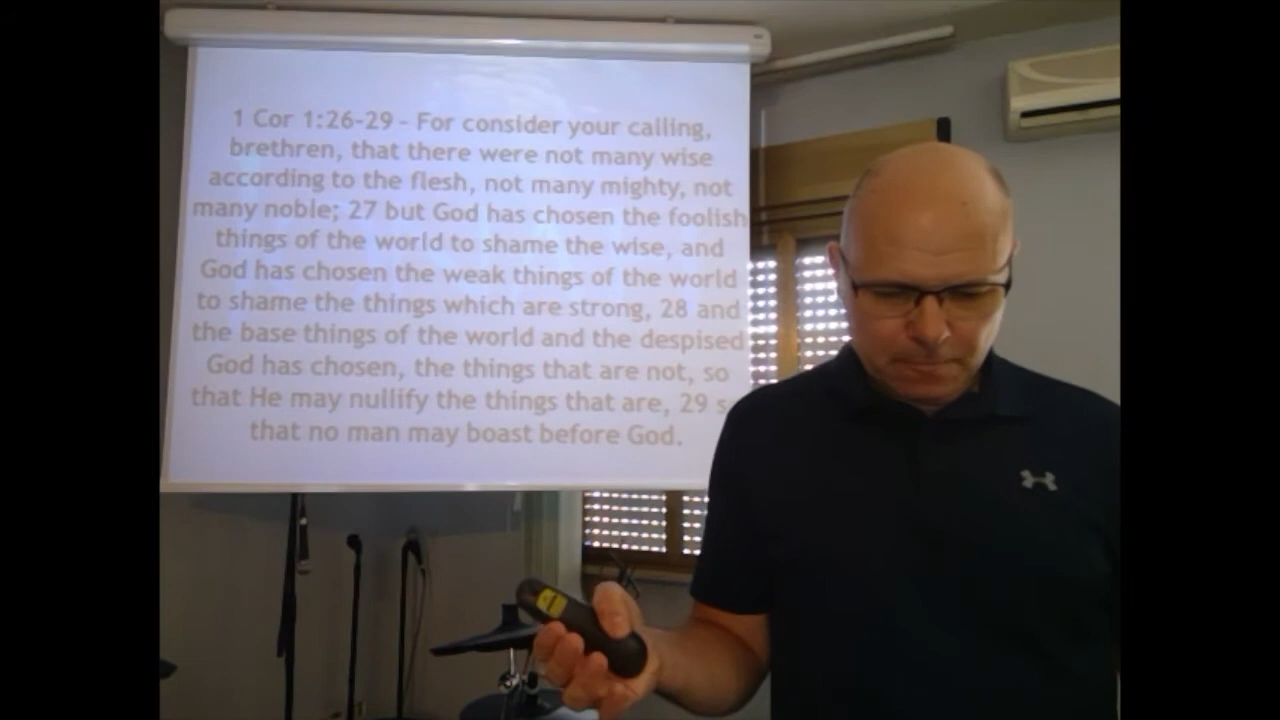 1 Cor 1:26-29 - For consider your calling,
brethren, that there were not many wise
according to the flesh, not many mighty, not
many noble; 27 but God has chosen the foolish
things of the world to shame the wise, and
God has chosen the weak things of the world
to shame the things which are strong, 28 and
the base things of the world and the despised
God has chosen, the things that are not, so
that He may nullify the things that are, 29 s
that no man may boast before God.